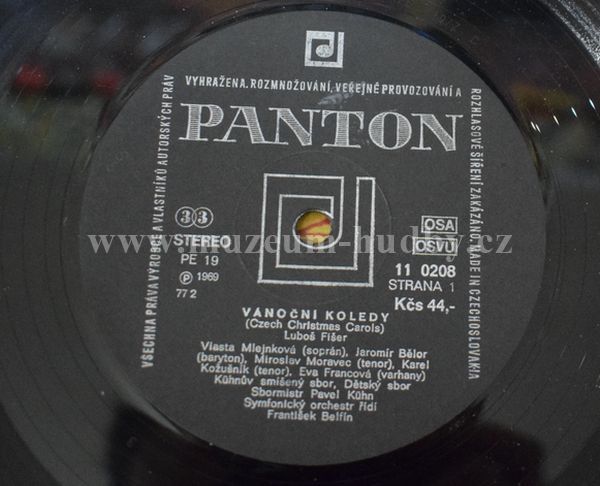 VŠECHNA PRÁVA VÝROBCE A VLASTNÍKŮ AUTORSKÝCH PRÁV
VYHRAŽENA. ROZMNOŽOVÁNÍ, VEŘEJNÉ PROVOZOVÁNÍ A
ROZHLASOVÉ ŠÍŘENÍ ZAKÁZÁNO. MADE IN CZECHOSLOVAKIA
PANTON
33
STEREO
PE 19
℗ 1969
77 2
OSA
OSVU
11 0208
STRANA 1
Kčs 44,-
www.muzeum-hudby.cz
VÁNOČNÍ KOLEDY
(Czech Christmas Carols)
Luboš Fišer
Vlasta Mlejnková (soprán), Jaromír Bělor
(baryton), Miroslav Moravec (tenor), Karel
Kožušník (tenor), Eva Francová (varhany)
Kühnův smíšený sbor, Dětský sbor
Sbormistr Pavel Kühn
Symfonický orchestr řídí
František Belfín